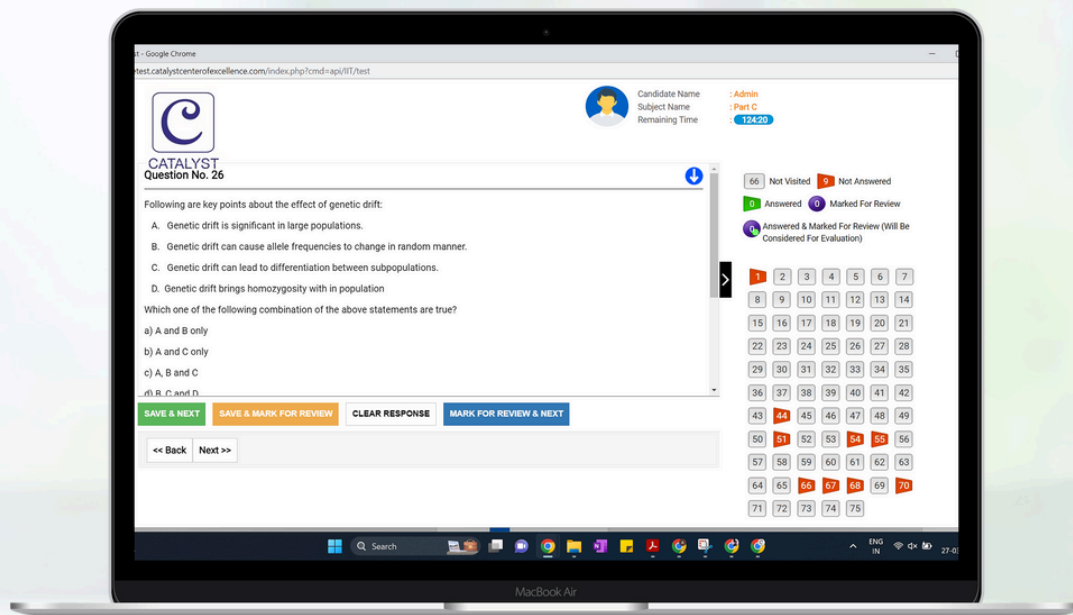 st - Google Chrome
etest.catalystcenterofexcellence.com/index.php?cmd=api/IIT/test
C
CATALYST
Candidate Name : Admin
Subject Name : Part C
Remaining Time : 124:20
Question No. 26
Following are key points about the effect of genetic drift:
A. Genetic drift is significant in large populations.
B. Genetic drift can cause allele frequencies to change in random manner.
C. Genetic drift can lead to differentiation between subpopulations.
D. Genetic drift brings homozygosity with in population
Which one of the following combination of the above statements are true?
a) A and B only
b) A and C only
c) A, B and C
d) B, C and D
SAVE & NEXT SAVE & MARK FOR REVIEW CLEAR RESPONSE MARK FOR REVIEW & NEXT
<< Back Next >>
66 Not Visited 9 Not Answered
0 Answered 0 Marked For Review
0 Answered & Marked For Review (Will Be
Considered For Evaluation)
1 2 3 4 5 6 7
8 9 10 11 12 13 14
15 16 17 18 19 20 21
22 23 24 25 26 27 28
29 30 31 32 33 34 35
36 37 38 39 40 41 42
43 44 45 46 47 48 49
50 51 52 53 54 55 56
57 58 59 60 61 62 63
64 65 66 67 68 69 70
71 72 73 74 75
Search
ENG
IN
27-03
MacBook Air